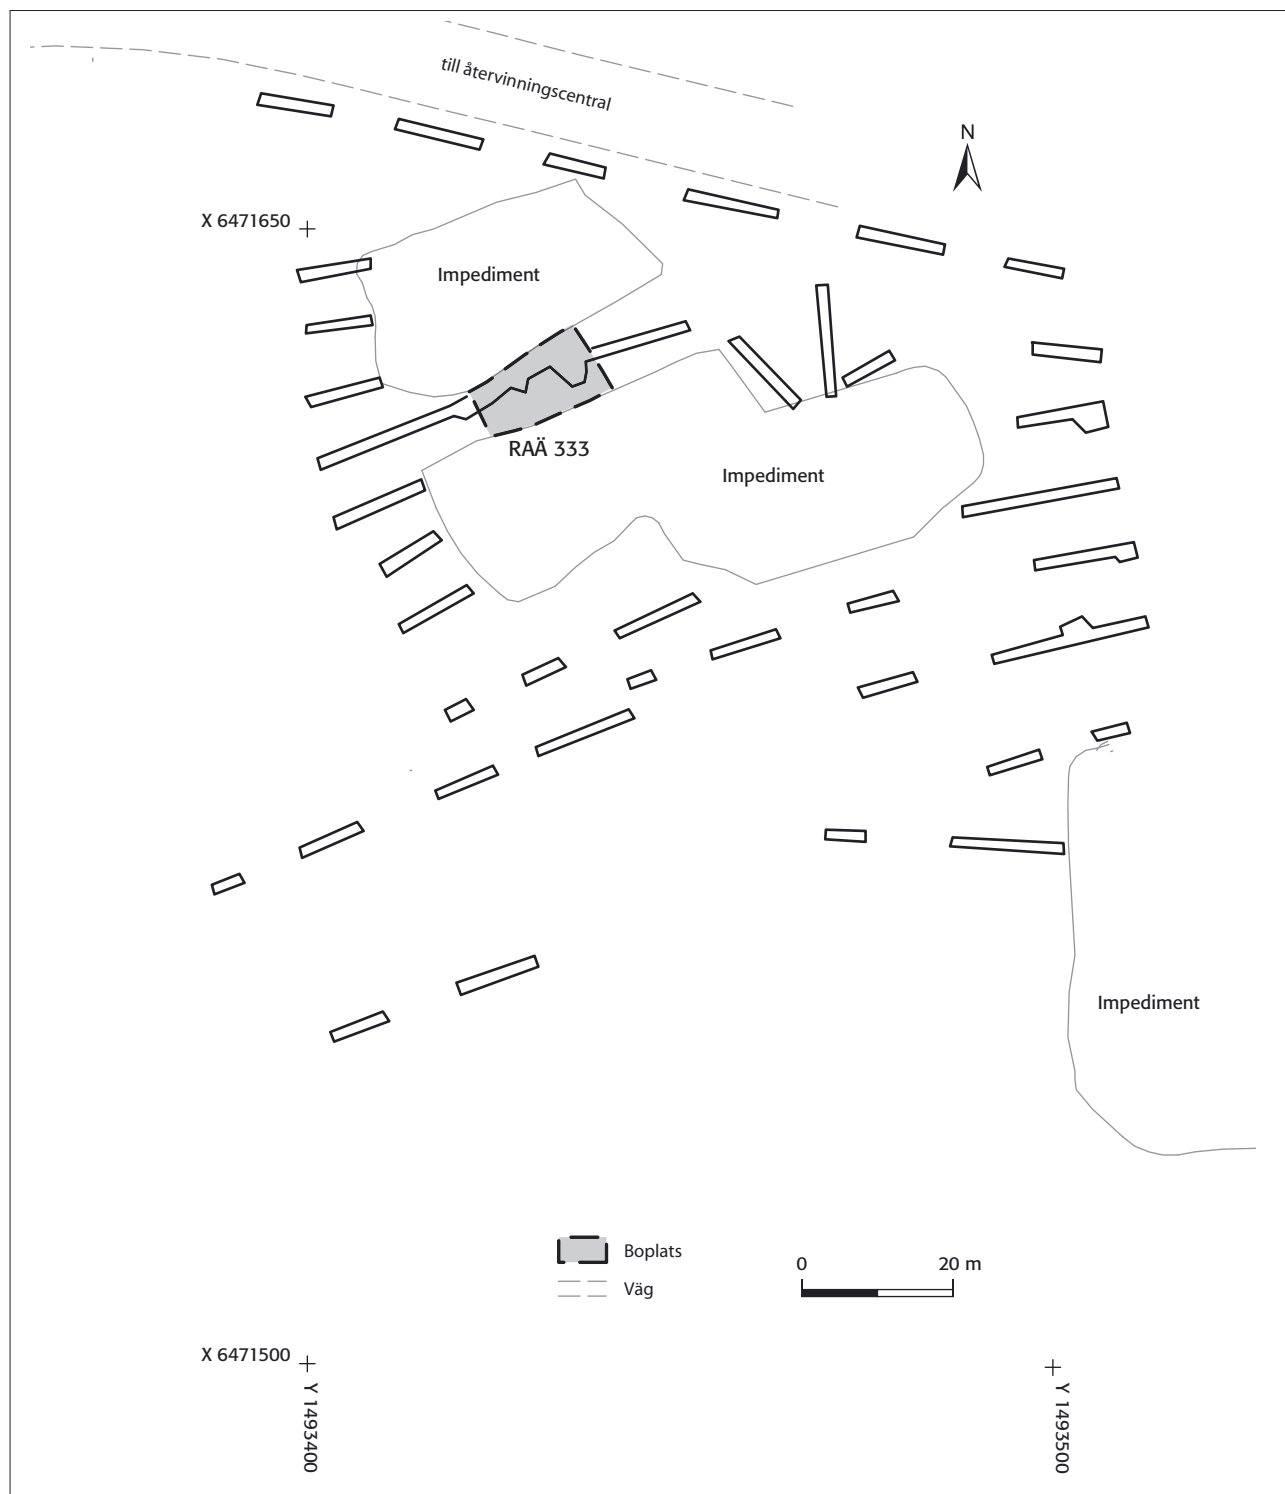 till återvinningscentral
N
X 6471650
Impediment
RAÄ 333
Impediment
Impediment
Boplats
Väg
0 20 m
X 6471500
Y 1493400
Y 1493500